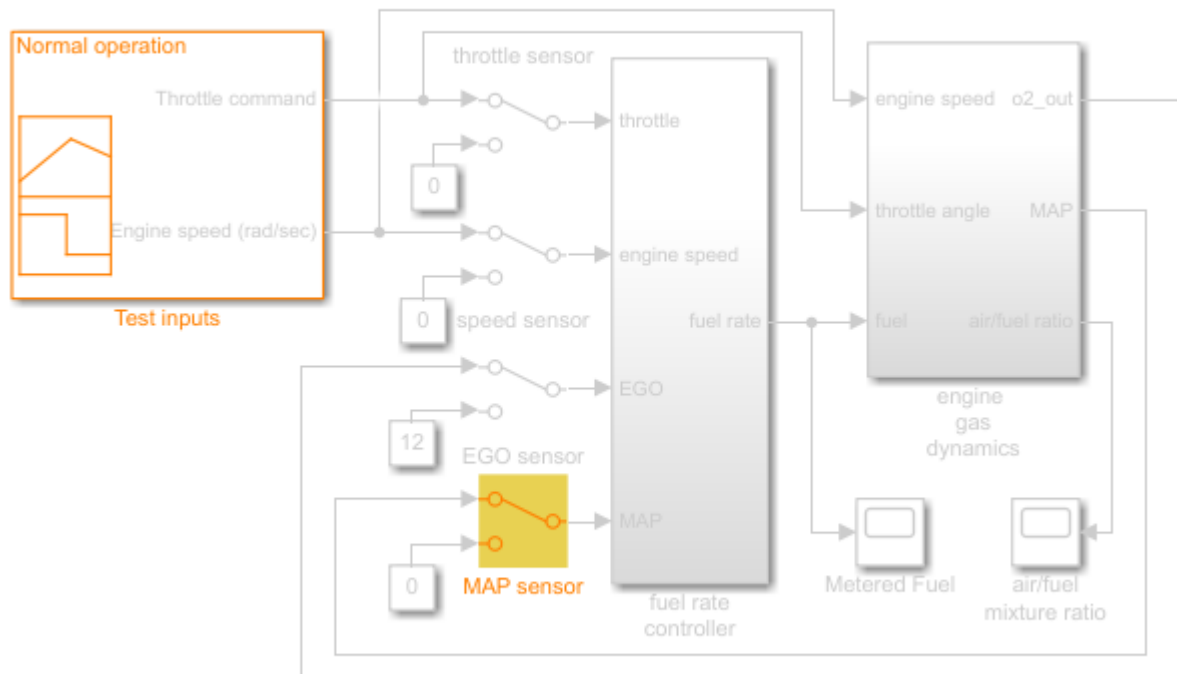 Normal operation
Throttle command
Engine speed (rad/sec)
Test inputs
throttle sensor
0
0
speed sensor
12
EGO sensor
0
MAP sensor
throttle
engine speed
fuel rate
EGO
MAP
fuel rate
controller
engine speed
o2_out
throttle angle
MAP
fuel
air/fuel ratio
engine
gas
dynamics
Metered Fuel
air/fuel
mixture ratio